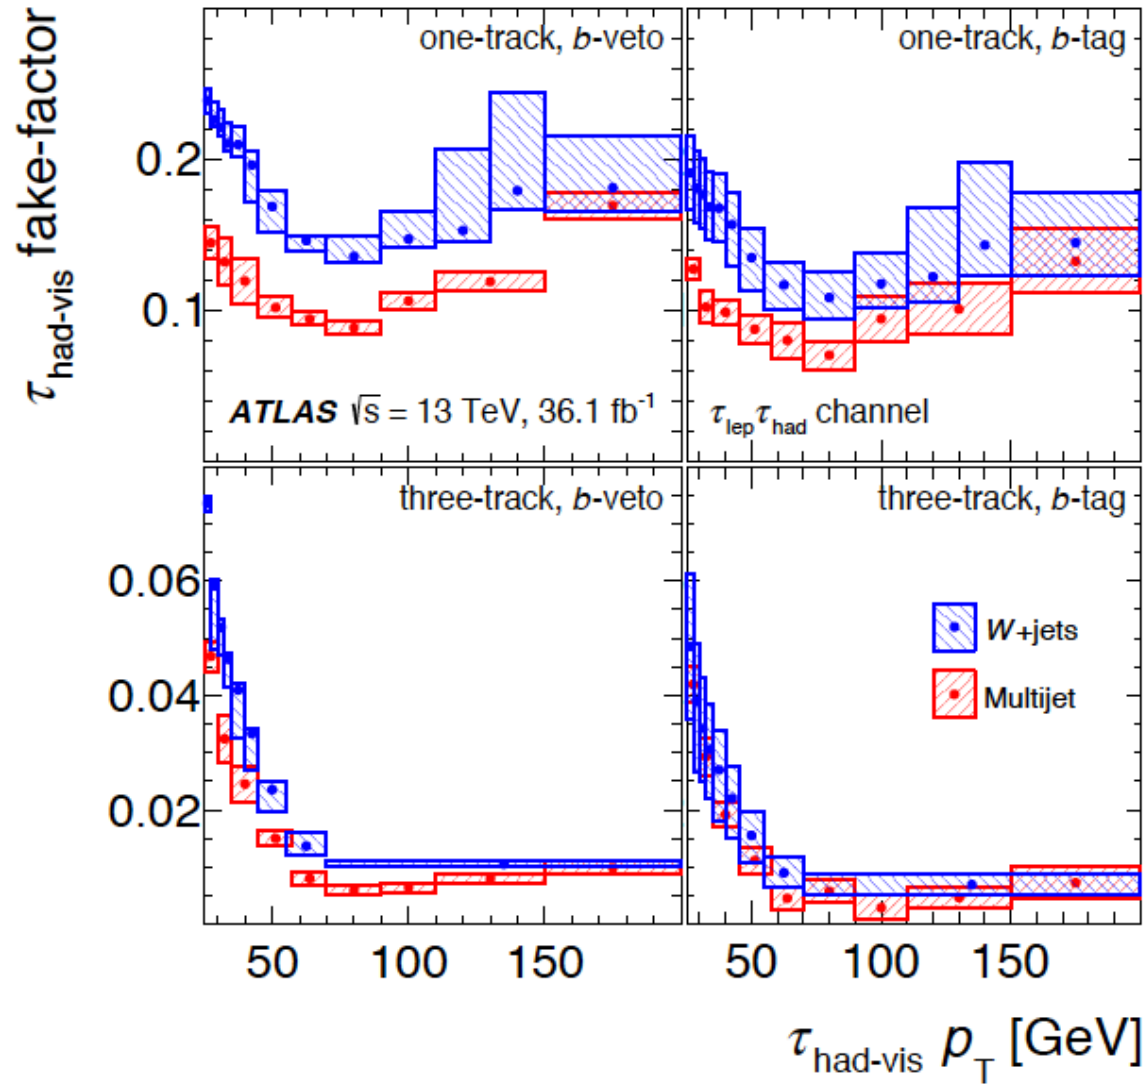 τhad-vis fake-factor
one-track, b-veto
one-track, b-tag
0.2
0.1
ATLAS √s = 13 TeV, 36.1 fb-1
τlepτhad channel
three-track, b-veto
three-track, b-tag
0.06
0.04
0.02
W+jets
Multijet
50 100 150
50 100 150
τhad-vis pT [GeV]